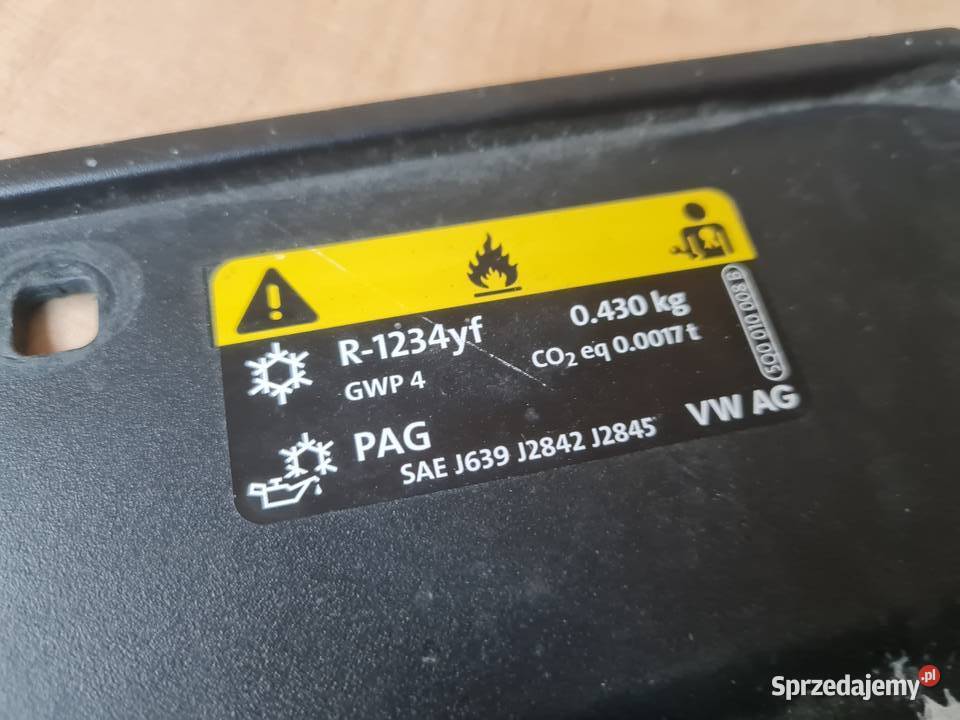 R-1234yf 0.430 kg
GWP 4 CO₂ eq 0.0017 t
PAG
SAE J639 J2842 J2845
VW AG
Sprzedajemy.pl